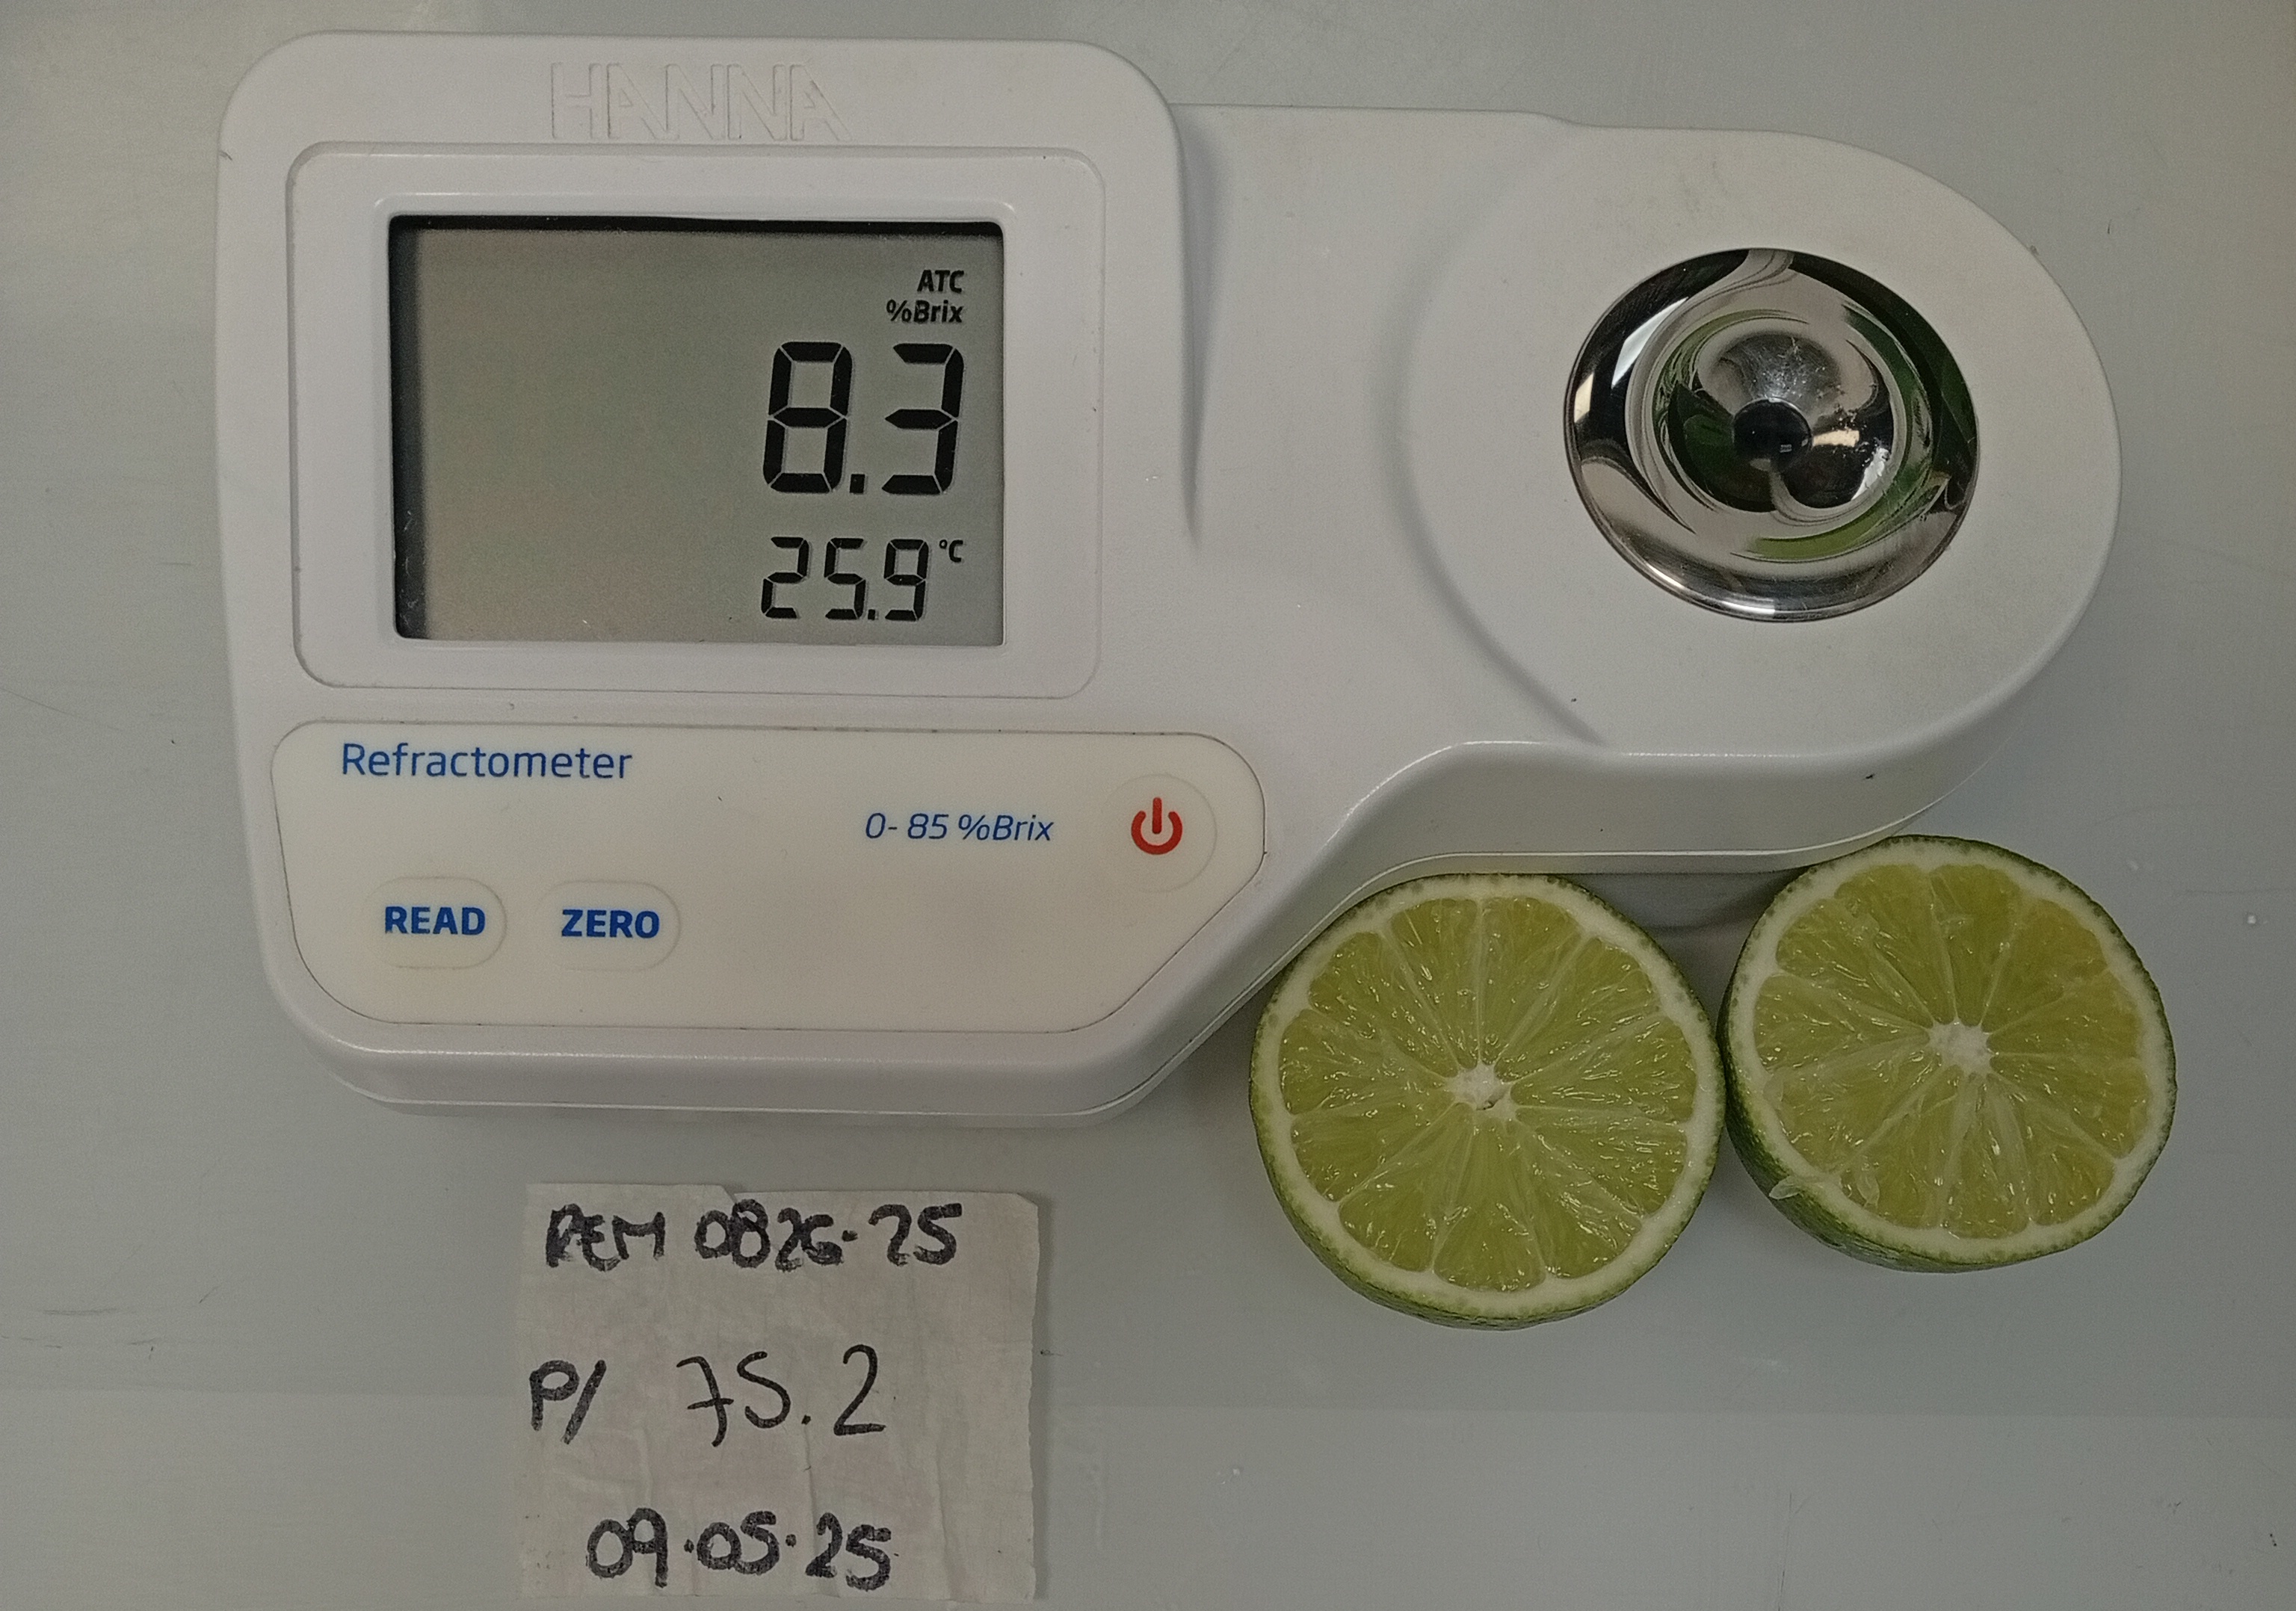 HANNA
ATC
%Brix
8.3
25.9 °C
Refractometer
0- 85 %Brix
READ
ZERO
REM 0826-25
P/ 75.2
09.05.25